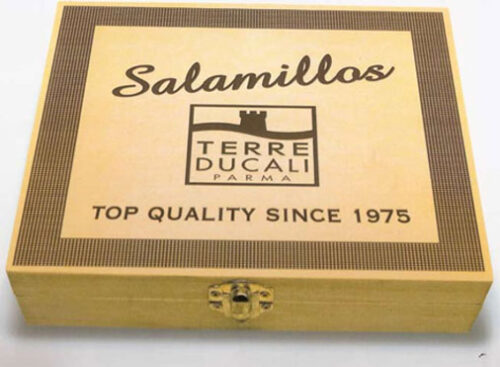 Salamillos
TERRE
DUCALI
PARMA
TOP QUALITY SINCE 1975